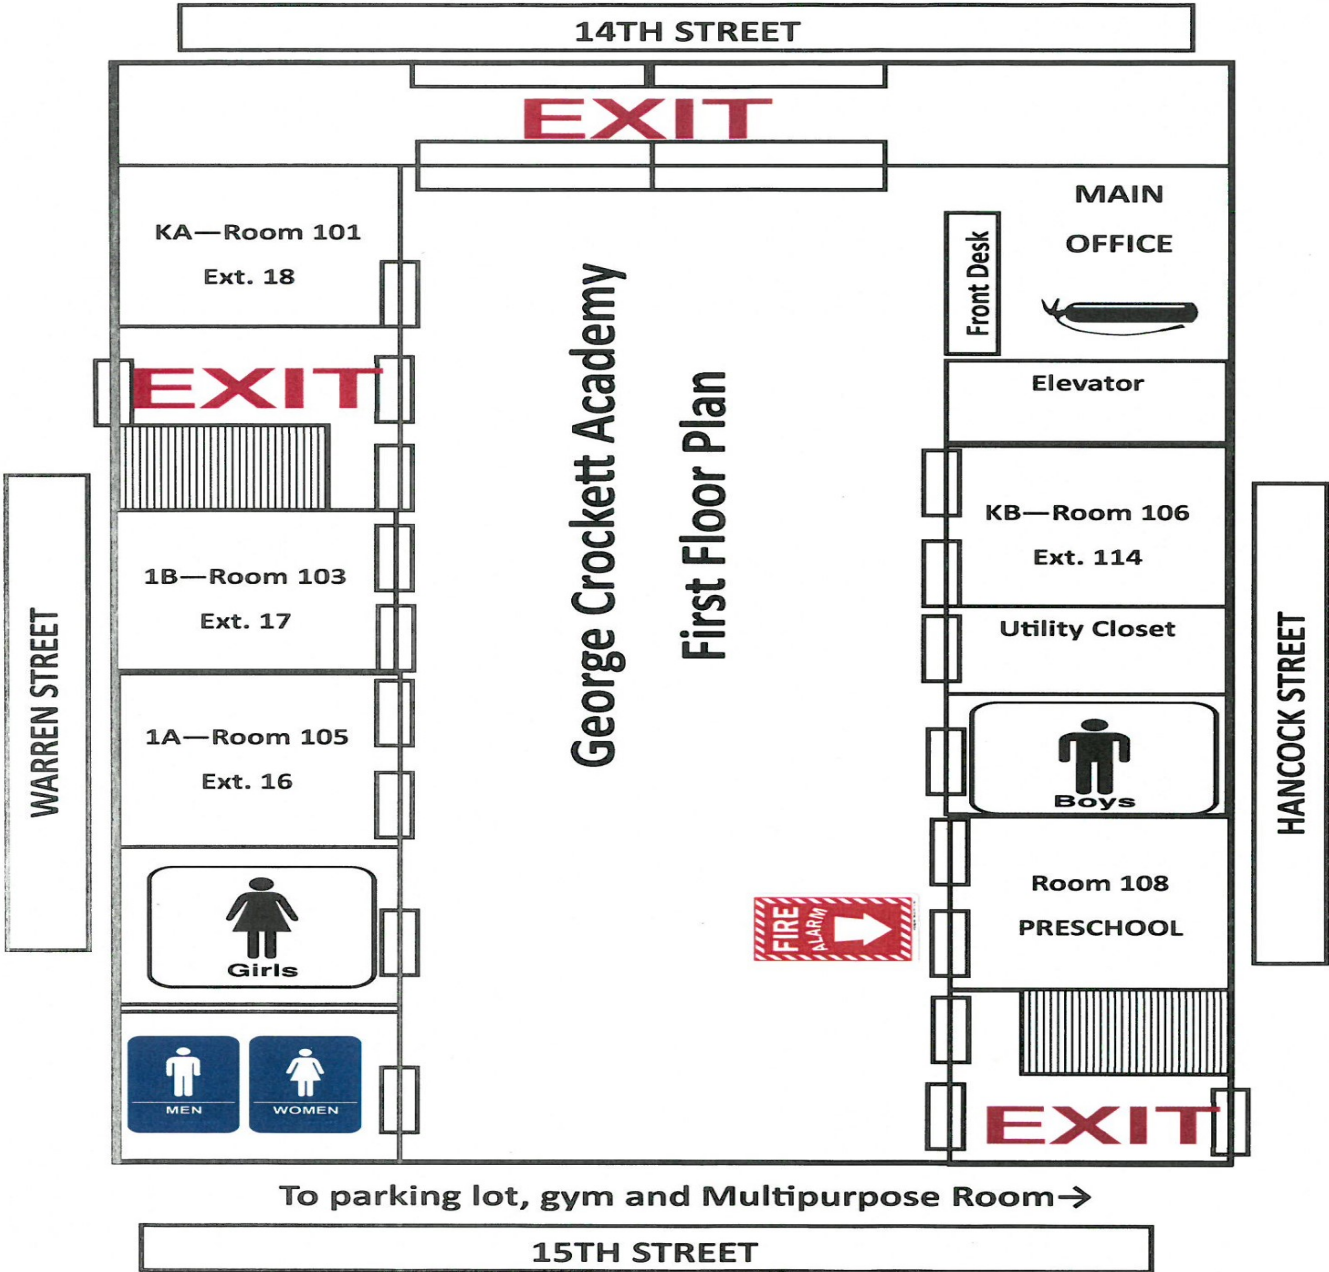 14TH STREET
EXIT
KA—Room 101
Ext. 18
MAIN
OFFICE
Front Desk
Elevator
EXIT
George Crockett Academy
First Floor Plan
KB—Room 106
Ext. 114
1B—Room 103
Ext. 17
Utility Closet
WARREN STREET
HANCOCK STREET
1A—Room 105
Ext. 16
Boys
Room 108
PRESCHOOL
FIRE
ALARM
Girls
MEN
WOMEN
EXIT
To parking lot, gym and Multipurpose Room→
15TH STREET